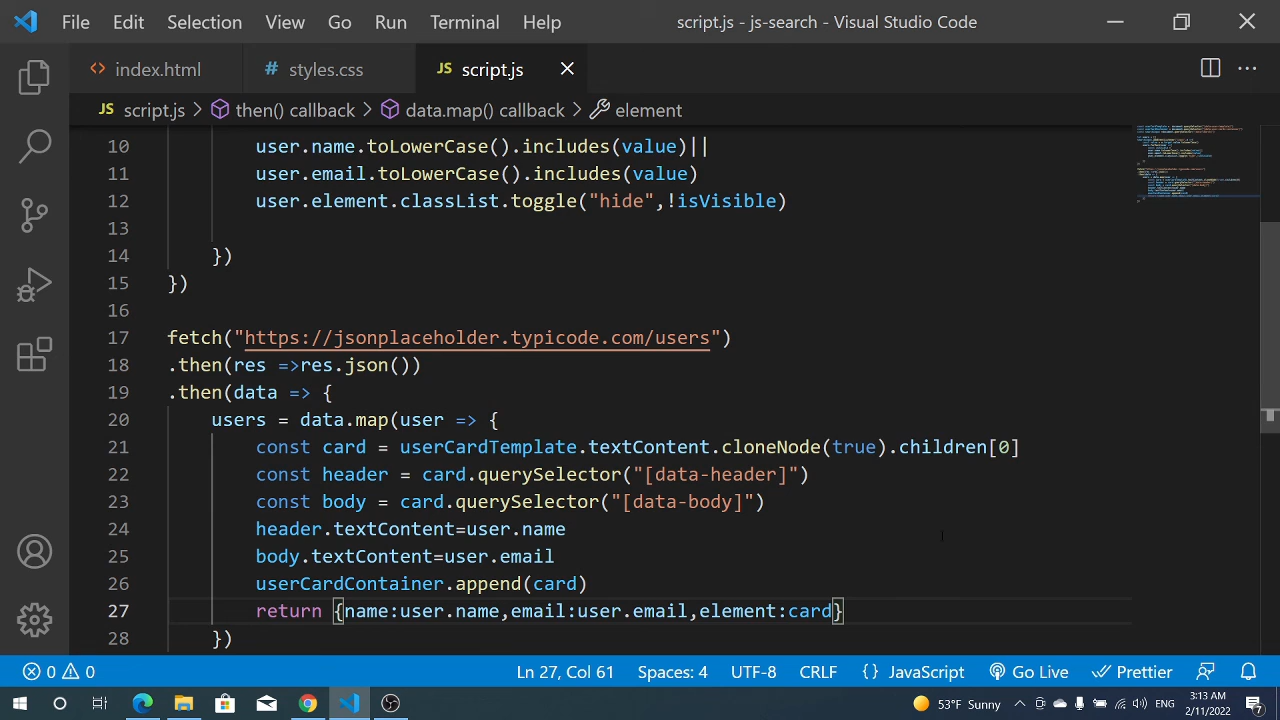 File Edit Selection View Go Run Terminal Help script.js - js-search - Visual Studio Code
<> index.html # styles.css JS script.js
JS script.js > then() callback > data.map() callback > element
10 user.name.toLowerCase().includes(value)||
11 user.email.toLowerCase().includes(value)
12 user.element.classList.toggle("hide",!isVisible)
13
14 })
15 })
16
17 fetch("https://jsonplaceholder.typicode.com/users")
18 .then(res =>res.json())
19 .then(data => {
20 users = data.map(user => {
21 const card = userCardTemplate.textContent.cloneNode(true).children[0]
22 const header = card.querySelector("[data-header]")
23 const body = card.querySelector("[data-body]")
24 header.textContent=user.name
25 body.textContent=user.email
26 userCardContainer.append(card)
27 return {name:user.name,email:user.email,element:card}
28 })
0 0 Ln 27, Col 61 Spaces: 4 UTF-8 CRLF {} JavaScript Go Live Prettier
53°F Sunny ENG 3:13 AM
2/11/2022 7